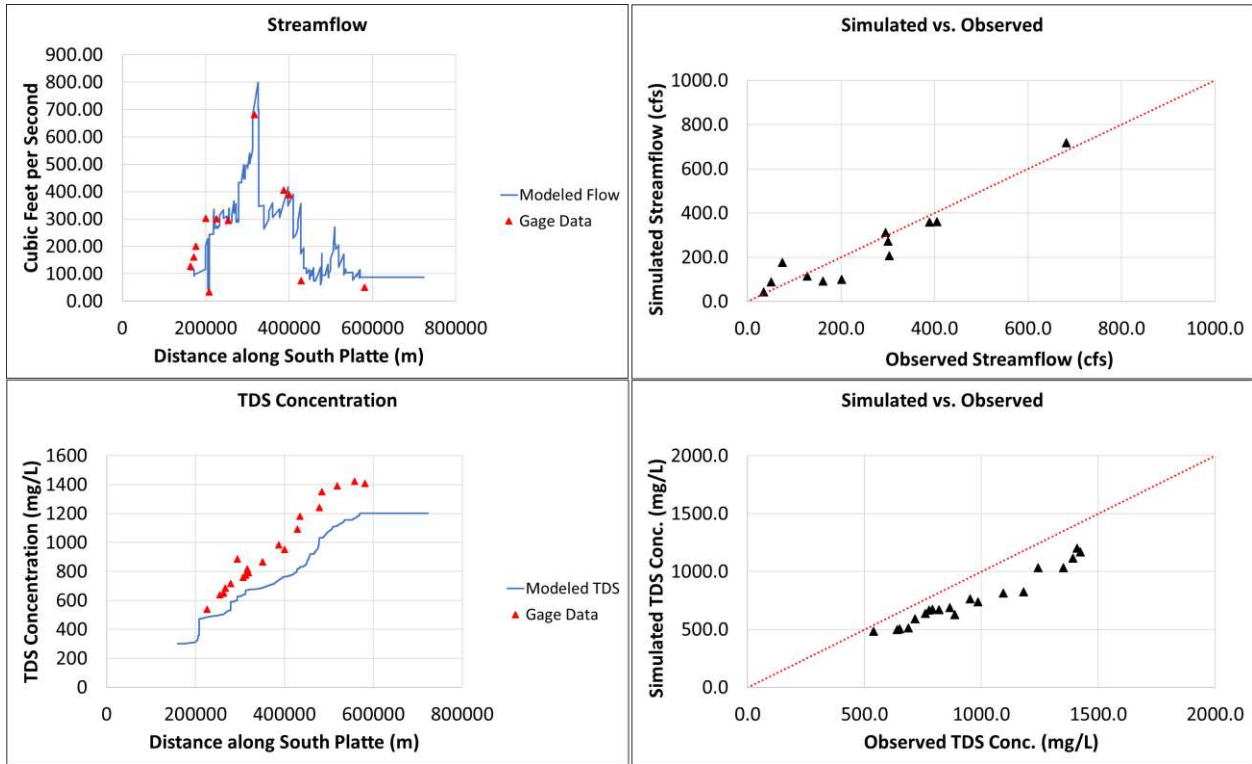 Streamflow
900.00
800.00
700.00
600.00
500.00
400.00
300.00
200.00
100.00
0.00
Cubic Feet per Second
0 200000 400000 600000 800000
Distance along South Platte (m)
Modeled Flow
Gage Data
Simulated vs. Observed
1000.0
800.0
600.0
400.0
200.0
0.0
Simulated Streamflow (cfs)
0.0 200.0 400.0 600.0 800.0 1000.0
Observed Streamflow (cfs)
TDS Concentration
1600
1400
1200
1000
800
600
400
200
0
TDS Concentration (mg/L)
0 200000 400000 600000 800000
Distance along South Platte (m)
Modeled TDS
Gage Data
Simulated vs. Observed
2000.0
1500.0
1000.0
500.0
0.0
Simulated TDS Conc. (mg/L)
0.0 500.0 1000.0 1500.0 2000.0
Observed TDS Conc. (mg/L)